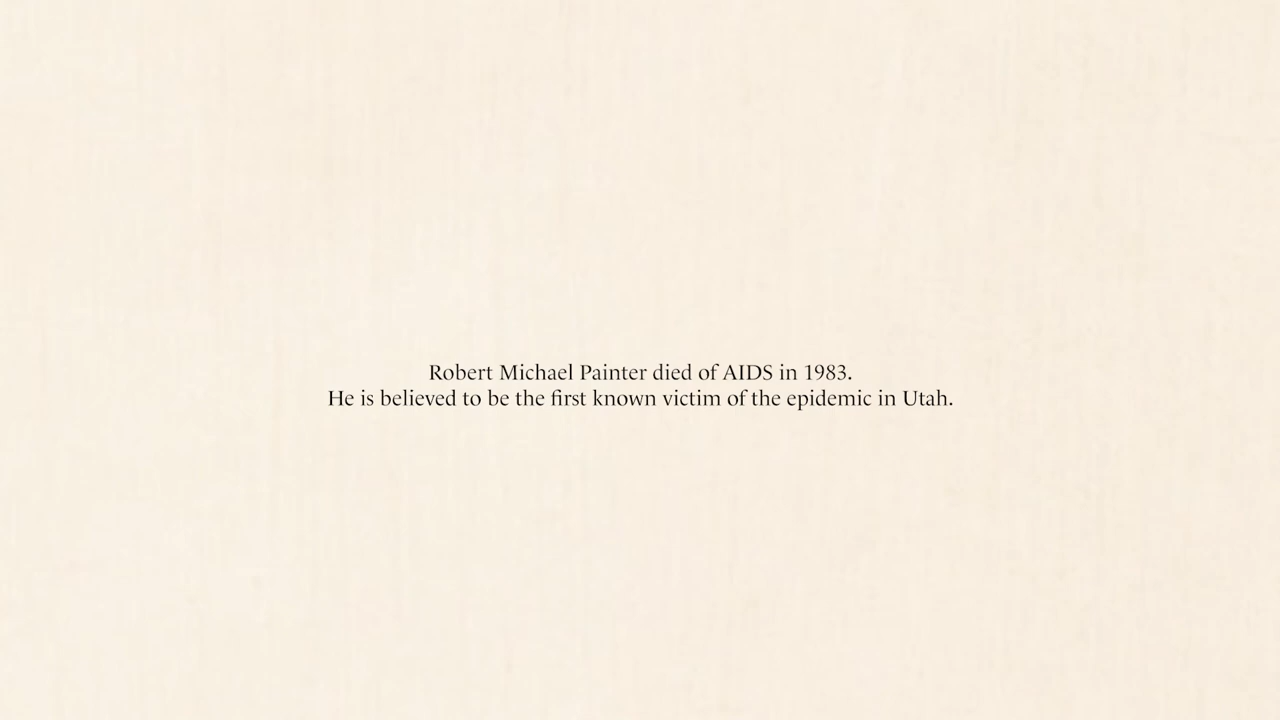 Robert Michael Painter died of AIDS in 1983.
He is believed to be the first known victim of the epidemic in Utah.